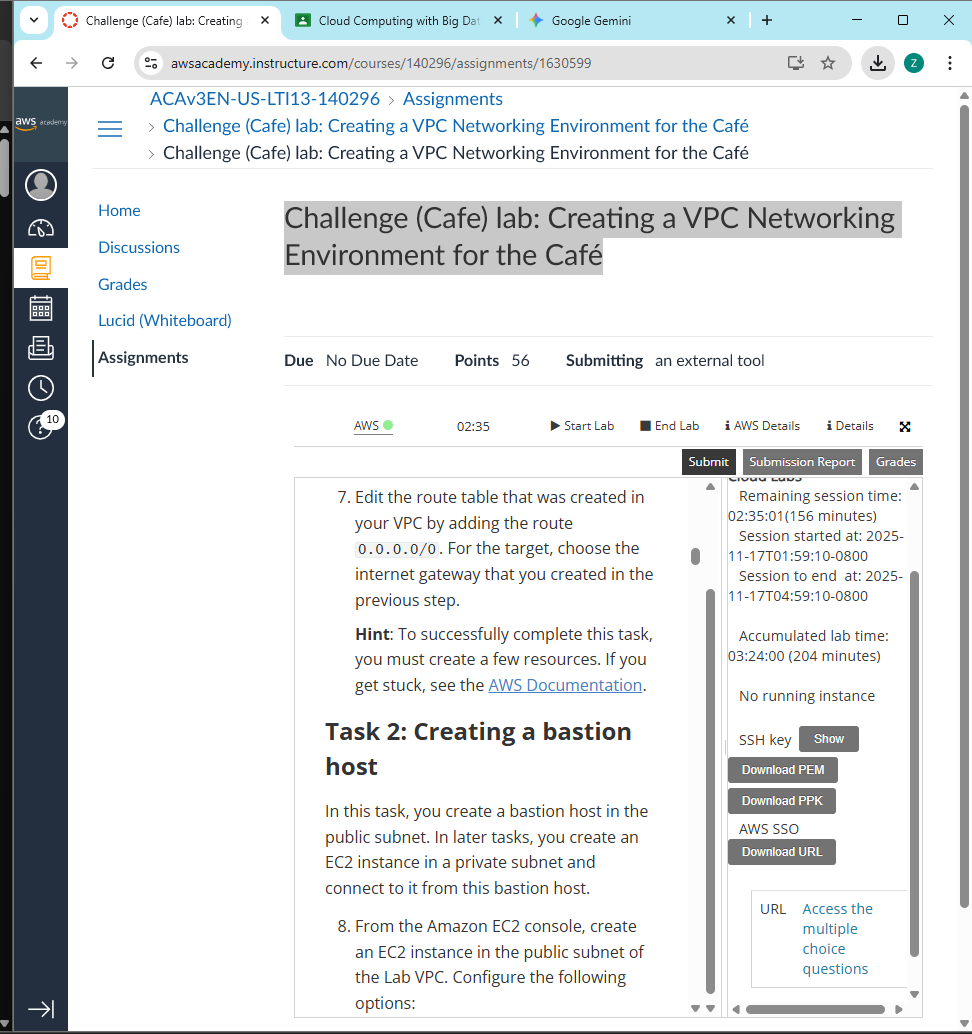 Challenge (Cafe) lab: Creating
Cloud Computing with Big Dat
Google Gemini
awsacademy.instructure.com/courses/140296/assignments/1630599
Z
aws academy
10
ACAv3EN-US-LTI13-140296 > Assignments
> Challenge (Cafe) lab: Creating a VPC Networking Environment for the Café
> Challenge (Cafe) lab: Creating a VPC Networking Environment for the Café
Home
Discussions
Grades
Lucid (Whiteboard)
Assignments
Challenge (Cafe) lab: Creating a VPC Networking
Environment for the Café
Due No Due Date Points 56 Submitting an external tool
AWS 02:35 Start Lab End Lab AWS Details Details
Submit Submission Report Grades
7. Edit the route table that was created in
your VPC by adding the route
0.0.0.0/0. For the target, choose the
internet gateway that you created in the
previous step.
Hint: To successfully complete this task,
you must create a few resources. If you
get stuck, see the AWS Documentation.
Task 2: Creating a bastion
host
In this task, you create a bastion host in the
public subnet. In later tasks, you create an
EC2 instance in a private subnet and
connect to it from this bastion host.
8. From the Amazon EC2 console, create
an EC2 instance in the public subnet of
the Lab VPC. Configure the following
options:
Cloud Labs
Remaining session time:
02:35:01(156 minutes)
Session started at: 2025-
11-17T01:59:10-0800
Session to end at: 2025-
11-17T04:59:10-0800
Accumulated lab time:
03:24:00 (204 minutes)
No running instance
SSH key Show
Download PEM
Download PPK
AWS SSO
Download URL
URL Access the
multiple
choice
questions